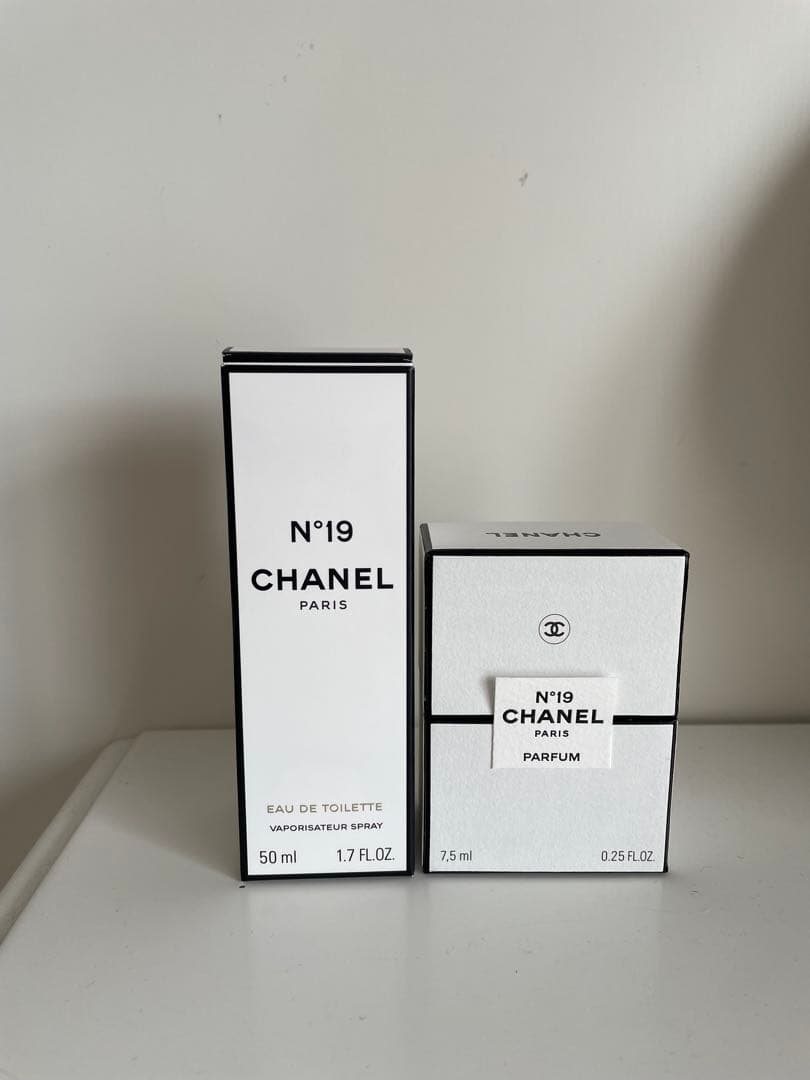 N°19
CHANEL
PARIS
EAU DE TOILETTE
VAPORISATEUR SPRAY
50 ml 1.7 FL.OZ.
CHANEL
N°19
CHANEL
PARIS
PARFUM
7,5 ml 0.25 FL.OZ.